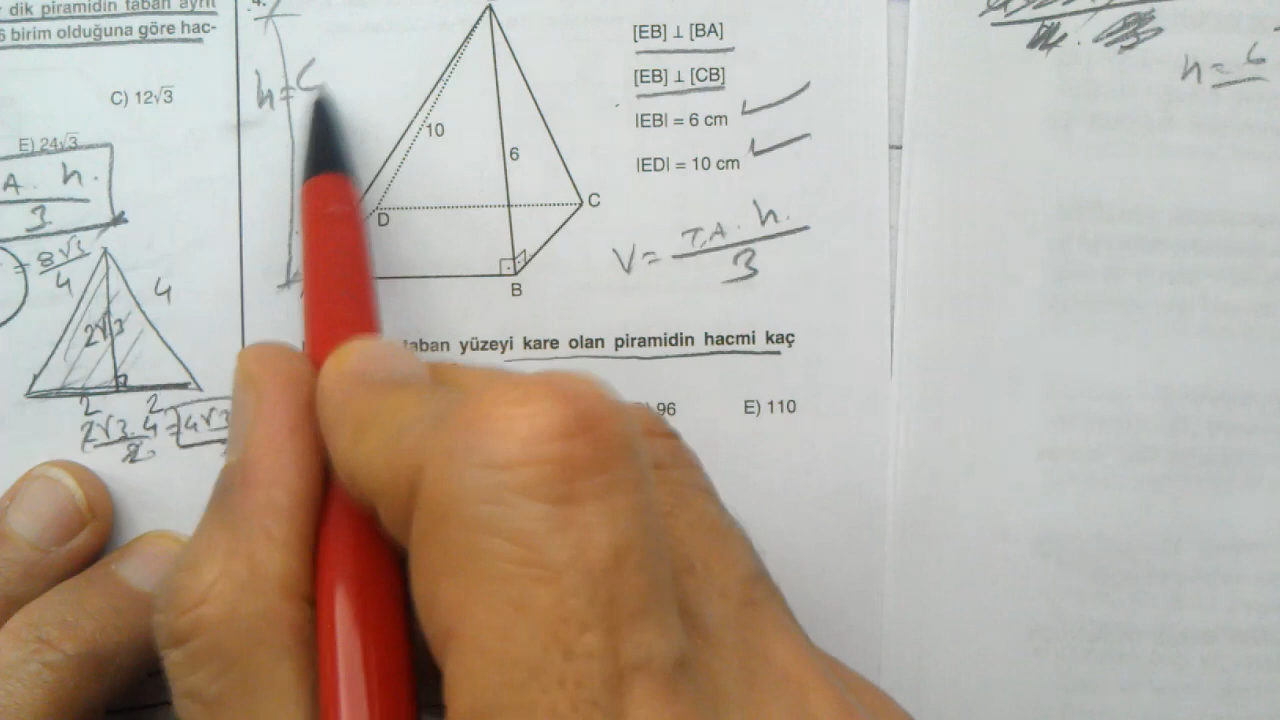 dik piramidin taban ayrıt
6 birim olduğuna göre hac-
C) 12√3
E) 24√3
A. h.
3
= 8√3
4
4
2√3
2 2
2√3. 4 = 4√3
2
4.
h=6
10
6
D
C
B
[EB] ⊥ [BA]
[EB] ⊥ [CB]
|EB| = 6 cm
|ED| = 10 cm
V = T.A. h.
3
taban yüzeyi kare olan piramidin hacmi kaç
96
E) 110
h = 6